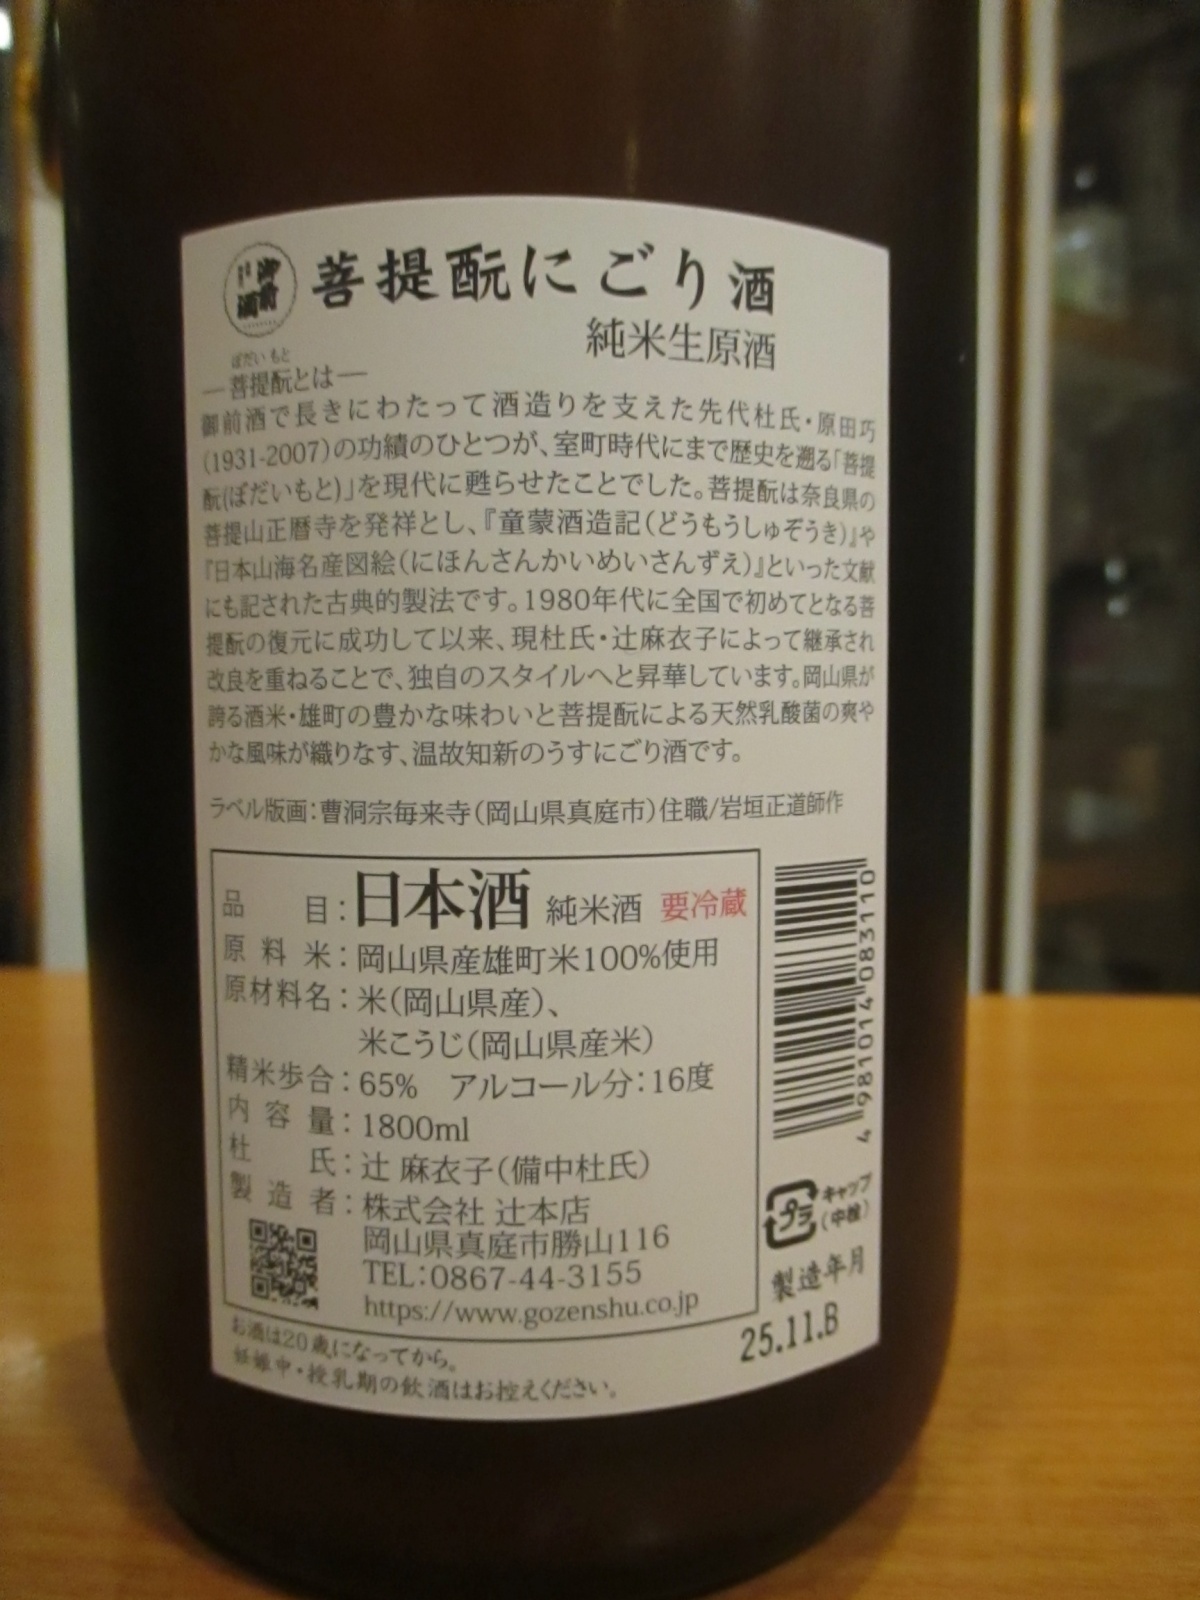 御前酒
菩提酛にごり酒
純米生原酒
ぼだい もと
—菩提酛とは—
御前酒で長きにわたって酒造りを支えた先代杜氏・原田巧
(1931-2007)の功績のひとつが、室町時代にまで歴史を遡る「菩提
酛(ぼだいもと)」を現代に甦らせたことでした。菩提酛は奈良県の
菩提山正暦寺を発祥とし、『童蒙酒造記(どうもうしゅぞうき)』や
『日本山海名産図絵(にほんさんかいめいさんずえ)』といった文献
にも記された古典的製法です。1980年代に全国で初めてとなる菩
提酛の復元に成功して以来、現杜氏・辻麻衣子によって継承され
改良を重ねることで、独自のスタイルへと昇華しています。岡山県が
誇る酒米・雄町の豊かな味わいと菩提酛による天然乳酸菌の爽や
かな風味が織りなす、温故知新のうすにごり酒です。
ラベル版画:曹洞宗毎来寺(岡山県真庭市)住職/岩垣正道師作
品目:日本酒 純米酒 要冷蔵
原料米:岡山県産雄町米100%使用
原材料名:米(岡山県産)、
米こうじ(岡山県産米)
精米歩合:65% アルコール分:16度
内容量:1800ml
杜氏:辻 麻衣子(備中杜氏)
製造者:株式会社 辻本店
岡山県真庭市勝山116
TEL:0867-44-3155
https://www.gozenshu.co.jp
お酒は20歳になってから。
妊娠中・授乳期の飲酒はお控えください。
4 981014 083110
プラ
キャップ
(中栓)
製造年月
25.11.B